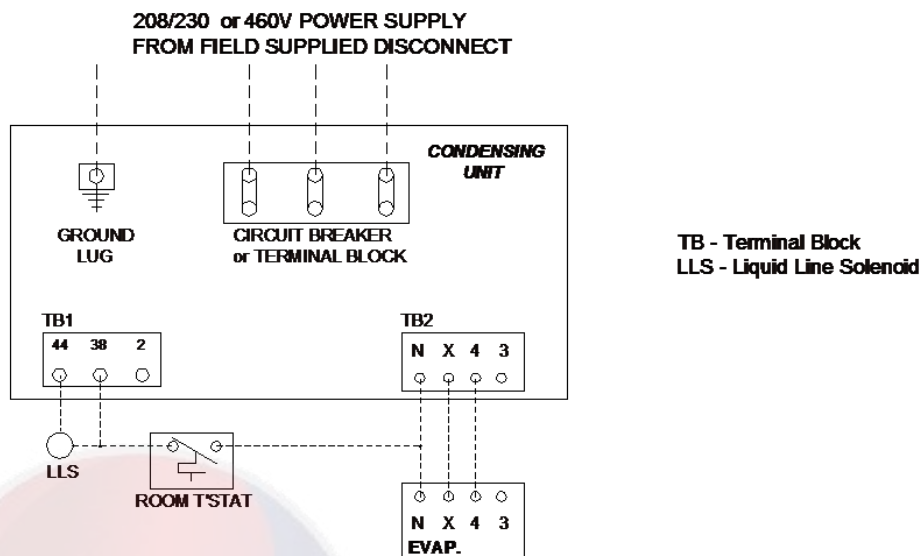 208/230 or 460V POWER SUPPLY
FROM FIELD SUPPLIED DISCONNECT
CONDENSING
UNIT
GROUND
LUG
CIRCUIT BREAKER
or TERMINAL BLOCK
TB - Terminal Block
LLS - Liquid Line Solenoid
TB1
44 38 2
TB2
N X 4 3
LLS
ROOM T'STAT
N X 4 3
EVAP.